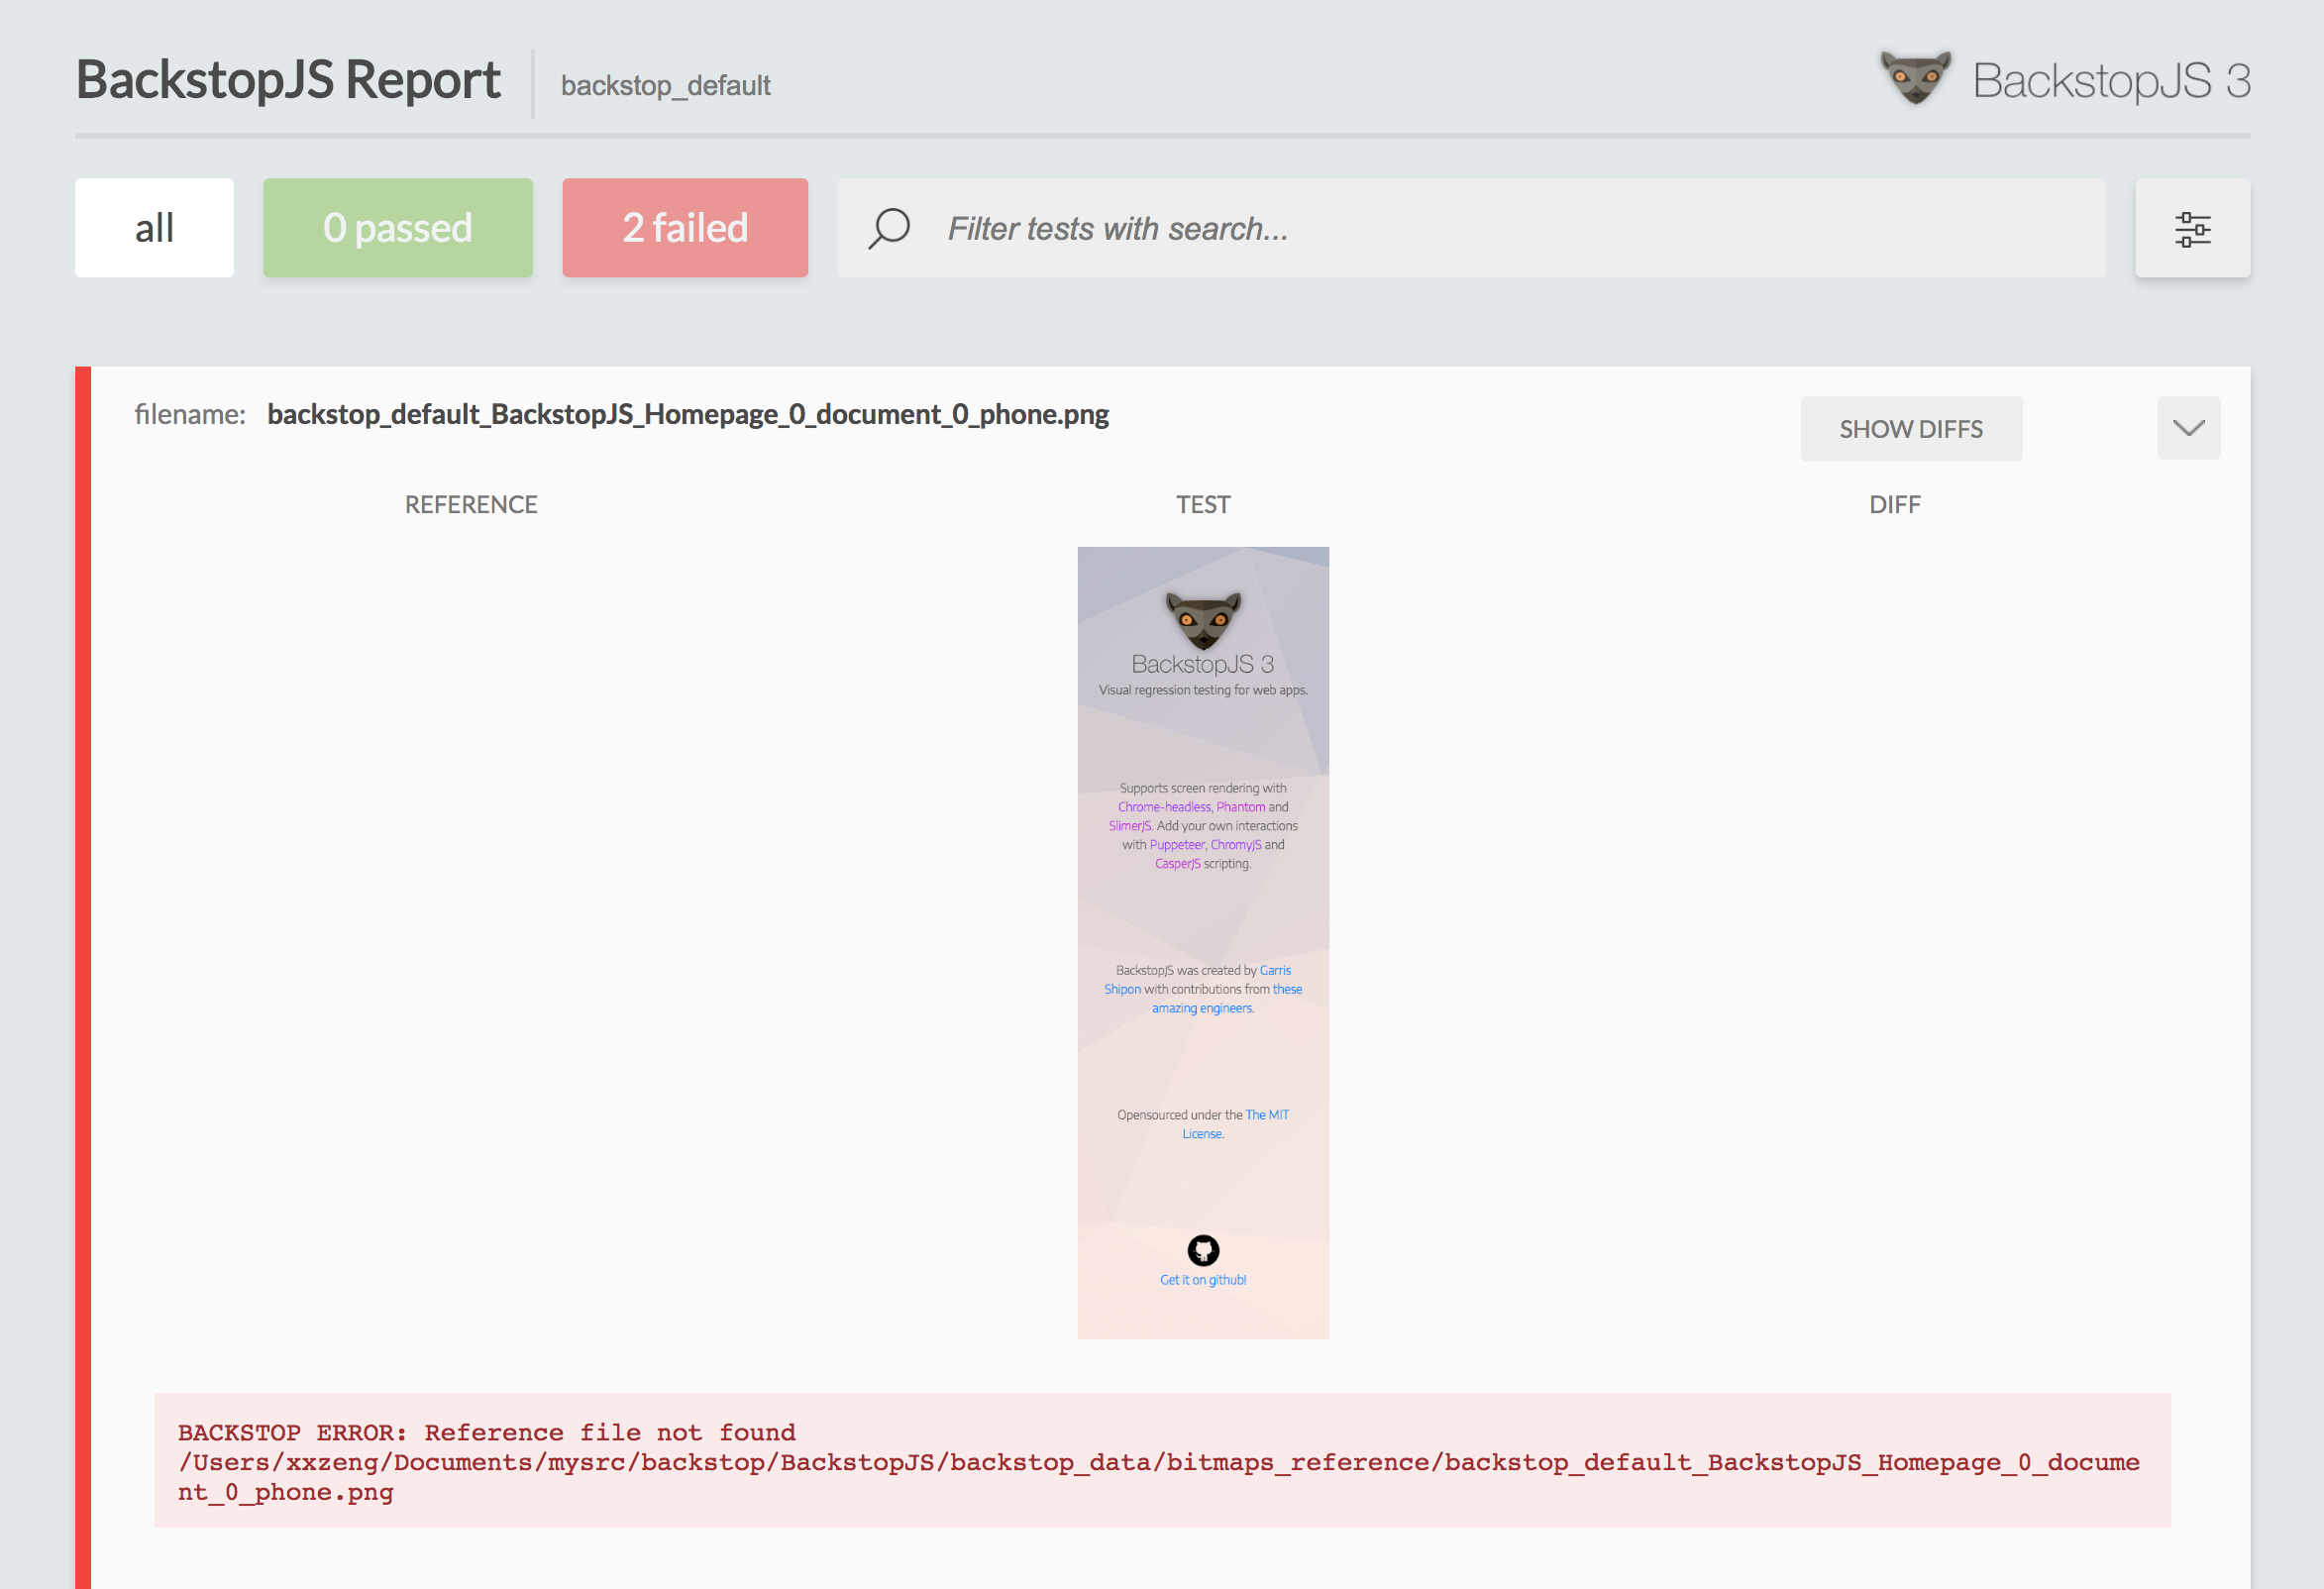 BackstopJS Report
backstop_default
BackstopJS 3
all
0 passed
2 failed
Filter tests with search...
filename: backstop_default_BackstopJS_Homepage_0_document_0_phone.png
SHOW DIFFS
REFERENCE
TEST
DIFF
BackstopJS 3
Visual regression testing for web apps.
Supports screen rendering with
Chrome-headless, Phantom and
SlimerJS. Add your own interactions
with Puppeteer, ChromyJS and
CasperJS scripting.
BackstopJS was created by Garris
Shipon with contributions from these
amazing engineers.
Opensourced under the The MIT
License.
Get it on github!
BACKSTOP ERROR: Reference file not found
/Users/xxzeng/Documents/mysrc/backstop/BackstopJS/backstop_data/bitmaps_reference/backstop_default_BackstopJS_Homepage_0_docume
nt_0_phone.png